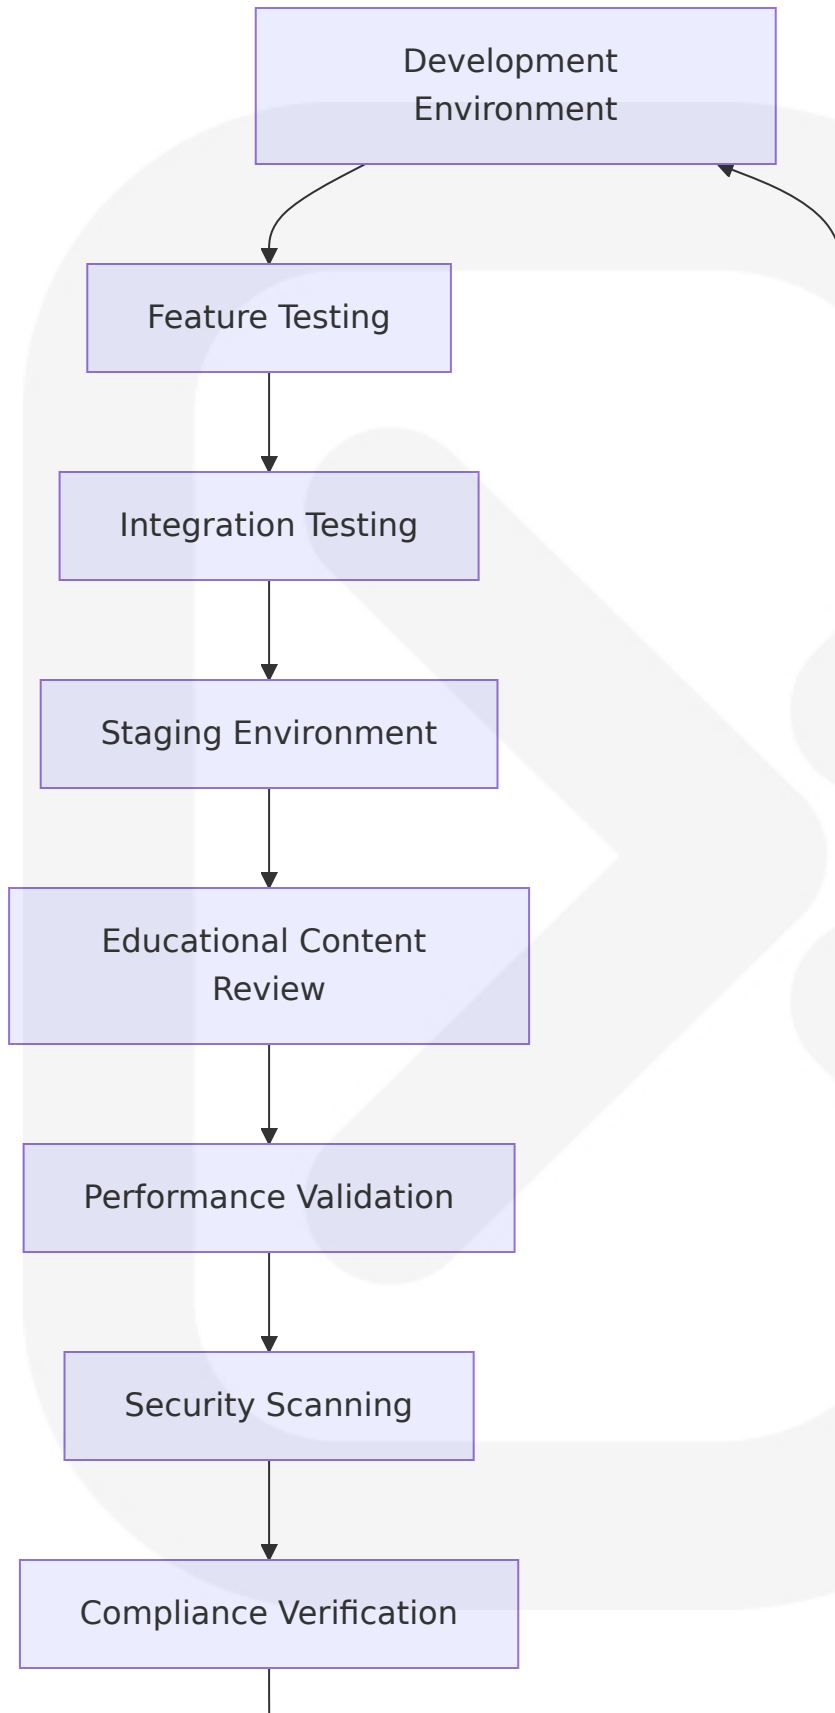 Development
Environment
Feature Testing
Integration Testing
Staging Environment
Educational Content
Review
Performance Validation
Security Scanning
Compliance Verification